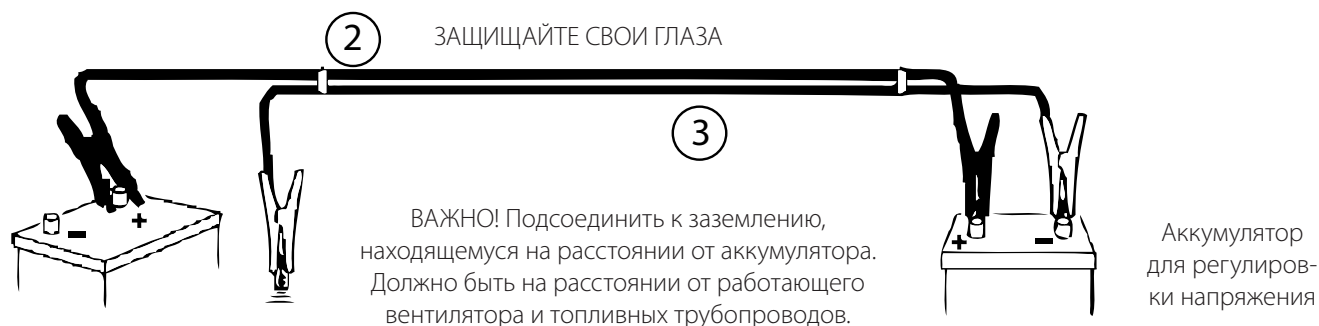 2
ЗАЩИЩАЙТЕ СВОИ ГЛАЗА
3
- +
+ -
ВАЖНО! Подсоединить к заземлению,
находящемуся на расстоянии от аккумулятора.
Должно быть на расстоянии от работающего
вентилятора и топливных трубопроводов.
Аккумулятор
для регулиров-
ки напряжения